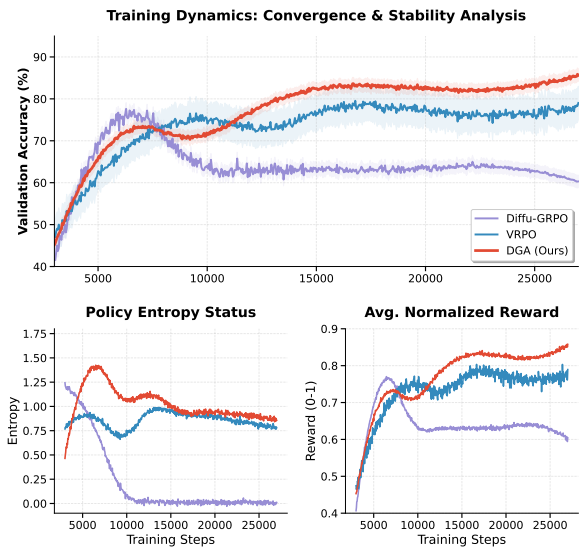 Training Dynamics: Convergence & Stability Analysis
Validation Accuracy (%)
90
80
70
60
50
40
5000 10000 15000 20000 25000
Diffu-GRPO
VRPO
DGA (Ours)
Policy Entropy Status
Entropy
1.75
1.50
1.25
1.00
0.75
0.50
0.25
0.00
5000 10000 15000 20000 25000
Training Steps
Avg. Normalized Reward
Reward (0-1)
0.9
0.8
0.7
0.6
0.5
0.4
5000 10000 15000 20000 25000
Training Steps